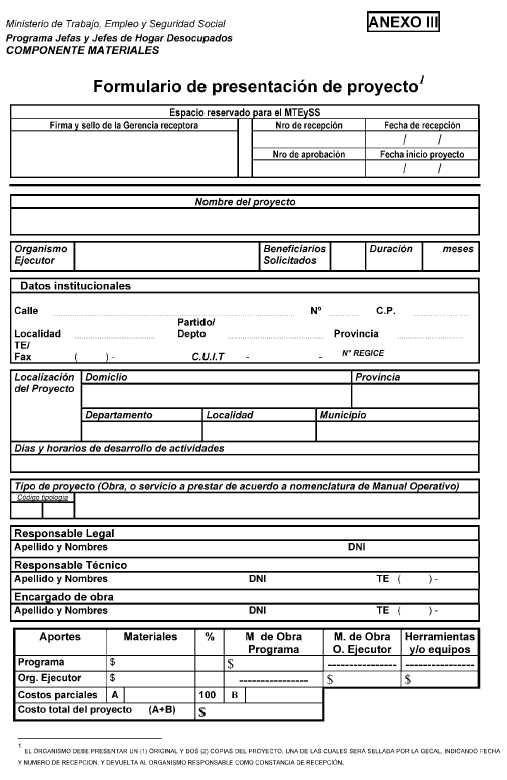 Ministerio de Trabajo, Empleo y Seguridad Social
ANEXO III
Programa Jefas y Jefes de Hogar Desocupados
COMPONENTE MATERIALES
Formulario de presentación de proyecto1
Espacio reservado para el MTEySS
Firma y sello de la Gerencia receptora Nro de recepción Fecha de recepción
/ /
Nro de aprobación Fecha inicio proyecto
/ /
Nombre del proyecto
Organismo Ejecutor Beneficiarios Solicitados Duración meses
Datos institucionales
Calle Nº C.P.
Localidad Partido/ Depto Provincia
TE/ Fax ( ) - C.U.I.T - - N° REGICE
Localización del Proyecto Domcilio Provincia
Departamento Localidad Municipio
Días y horarios de desarrollo de actividades
Tipo de proyecto (Obra, o servicio a prestar de acuerdo a nomenclatura de Manual Operativo)
Código tipología
Responsable Legal
Apellido y Nombres DNI
Responsable Técnico
Apellido y Nombres DNI TE ( ) -
Encargado de obra
Apellido y Nombres DNI TE ( ) -
Aportes Materiales % M de Obra Programa M. de Obra O. Ejecutor Herramientas y/o equipos
Programa $ $ ---------------- ----------------
Org. Ejecutor $ ---------------- $ $
Costos parciales A 100 B
Costo total del proyecto (A+B) $
1 EL ORGANISMO DEBE PRESENTAR UN (1) ORIGINAL Y DOS (2) COPIAS DEL PROYECTO, UNA DE LAS CUALES SERÁ SELLADA POR LA GECAL, INDICANDO FECHA
Y NUMERO DE RECEPCION, Y DEVUELTA AL ORGANISMO RESPONSABLE COMO CONSTANCIA DE RECEPCIÓN.